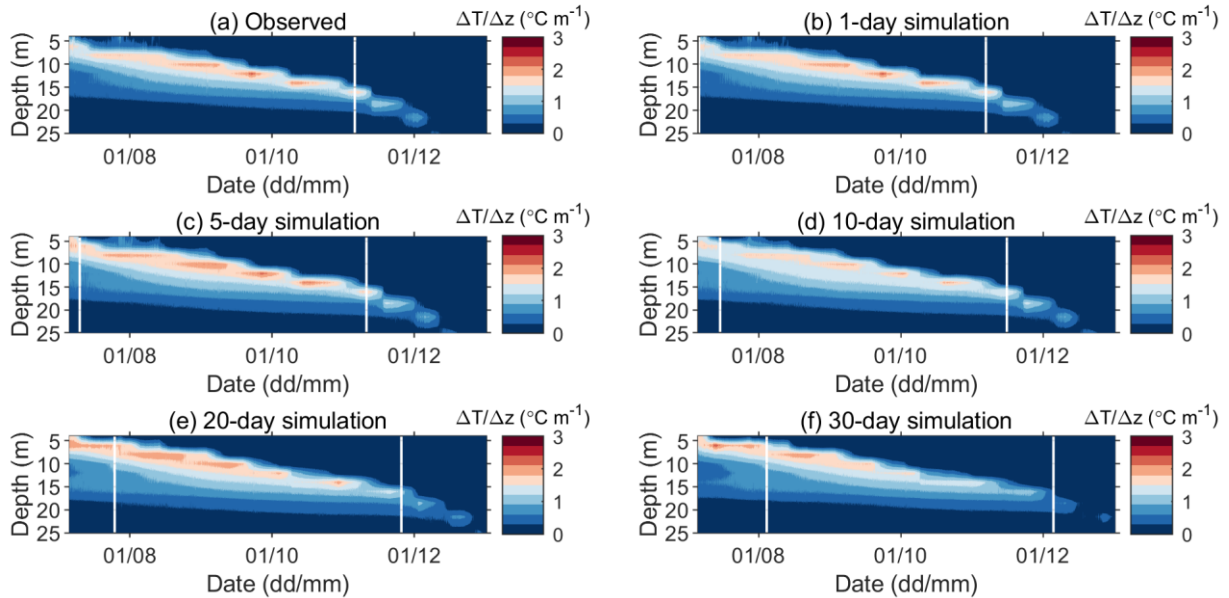 (a) Observed
ΔT/Δz (°C m⁻¹)
Depth (m)
5
10
15
20
25
01/08 01/10 01/12
Date (dd/mm)
3
2
1
0
(b) 1-day simulation
ΔT/Δz (°C m⁻¹)
Depth (m)
5
10
15
20
25
01/08 01/10 01/12
Date (dd/mm)
3
2
1
0
(c) 5-day simulation
ΔT/Δz (°C m⁻¹)
Depth (m)
5
10
15
20
25
01/08 01/10 01/12
Date (dd/mm)
3
2
1
0
(d) 10-day simulation
ΔT/Δz (°C m⁻¹)
Depth (m)
5
10
15
20
25
01/08 01/10 01/12
Date (dd/mm)
3
2
1
0
(e) 20-day simulation
ΔT/Δz (°C m⁻¹)
Depth (m)
5
10
15
20
25
01/08 01/10 01/12
Date (dd/mm)
3
2
1
0
(f) 30-day simulation
ΔT/Δz (°C m⁻¹)
Depth (m)
5
10
15
20
25
01/08 01/10 01/12
Date (dd/mm)
3
2
1
0